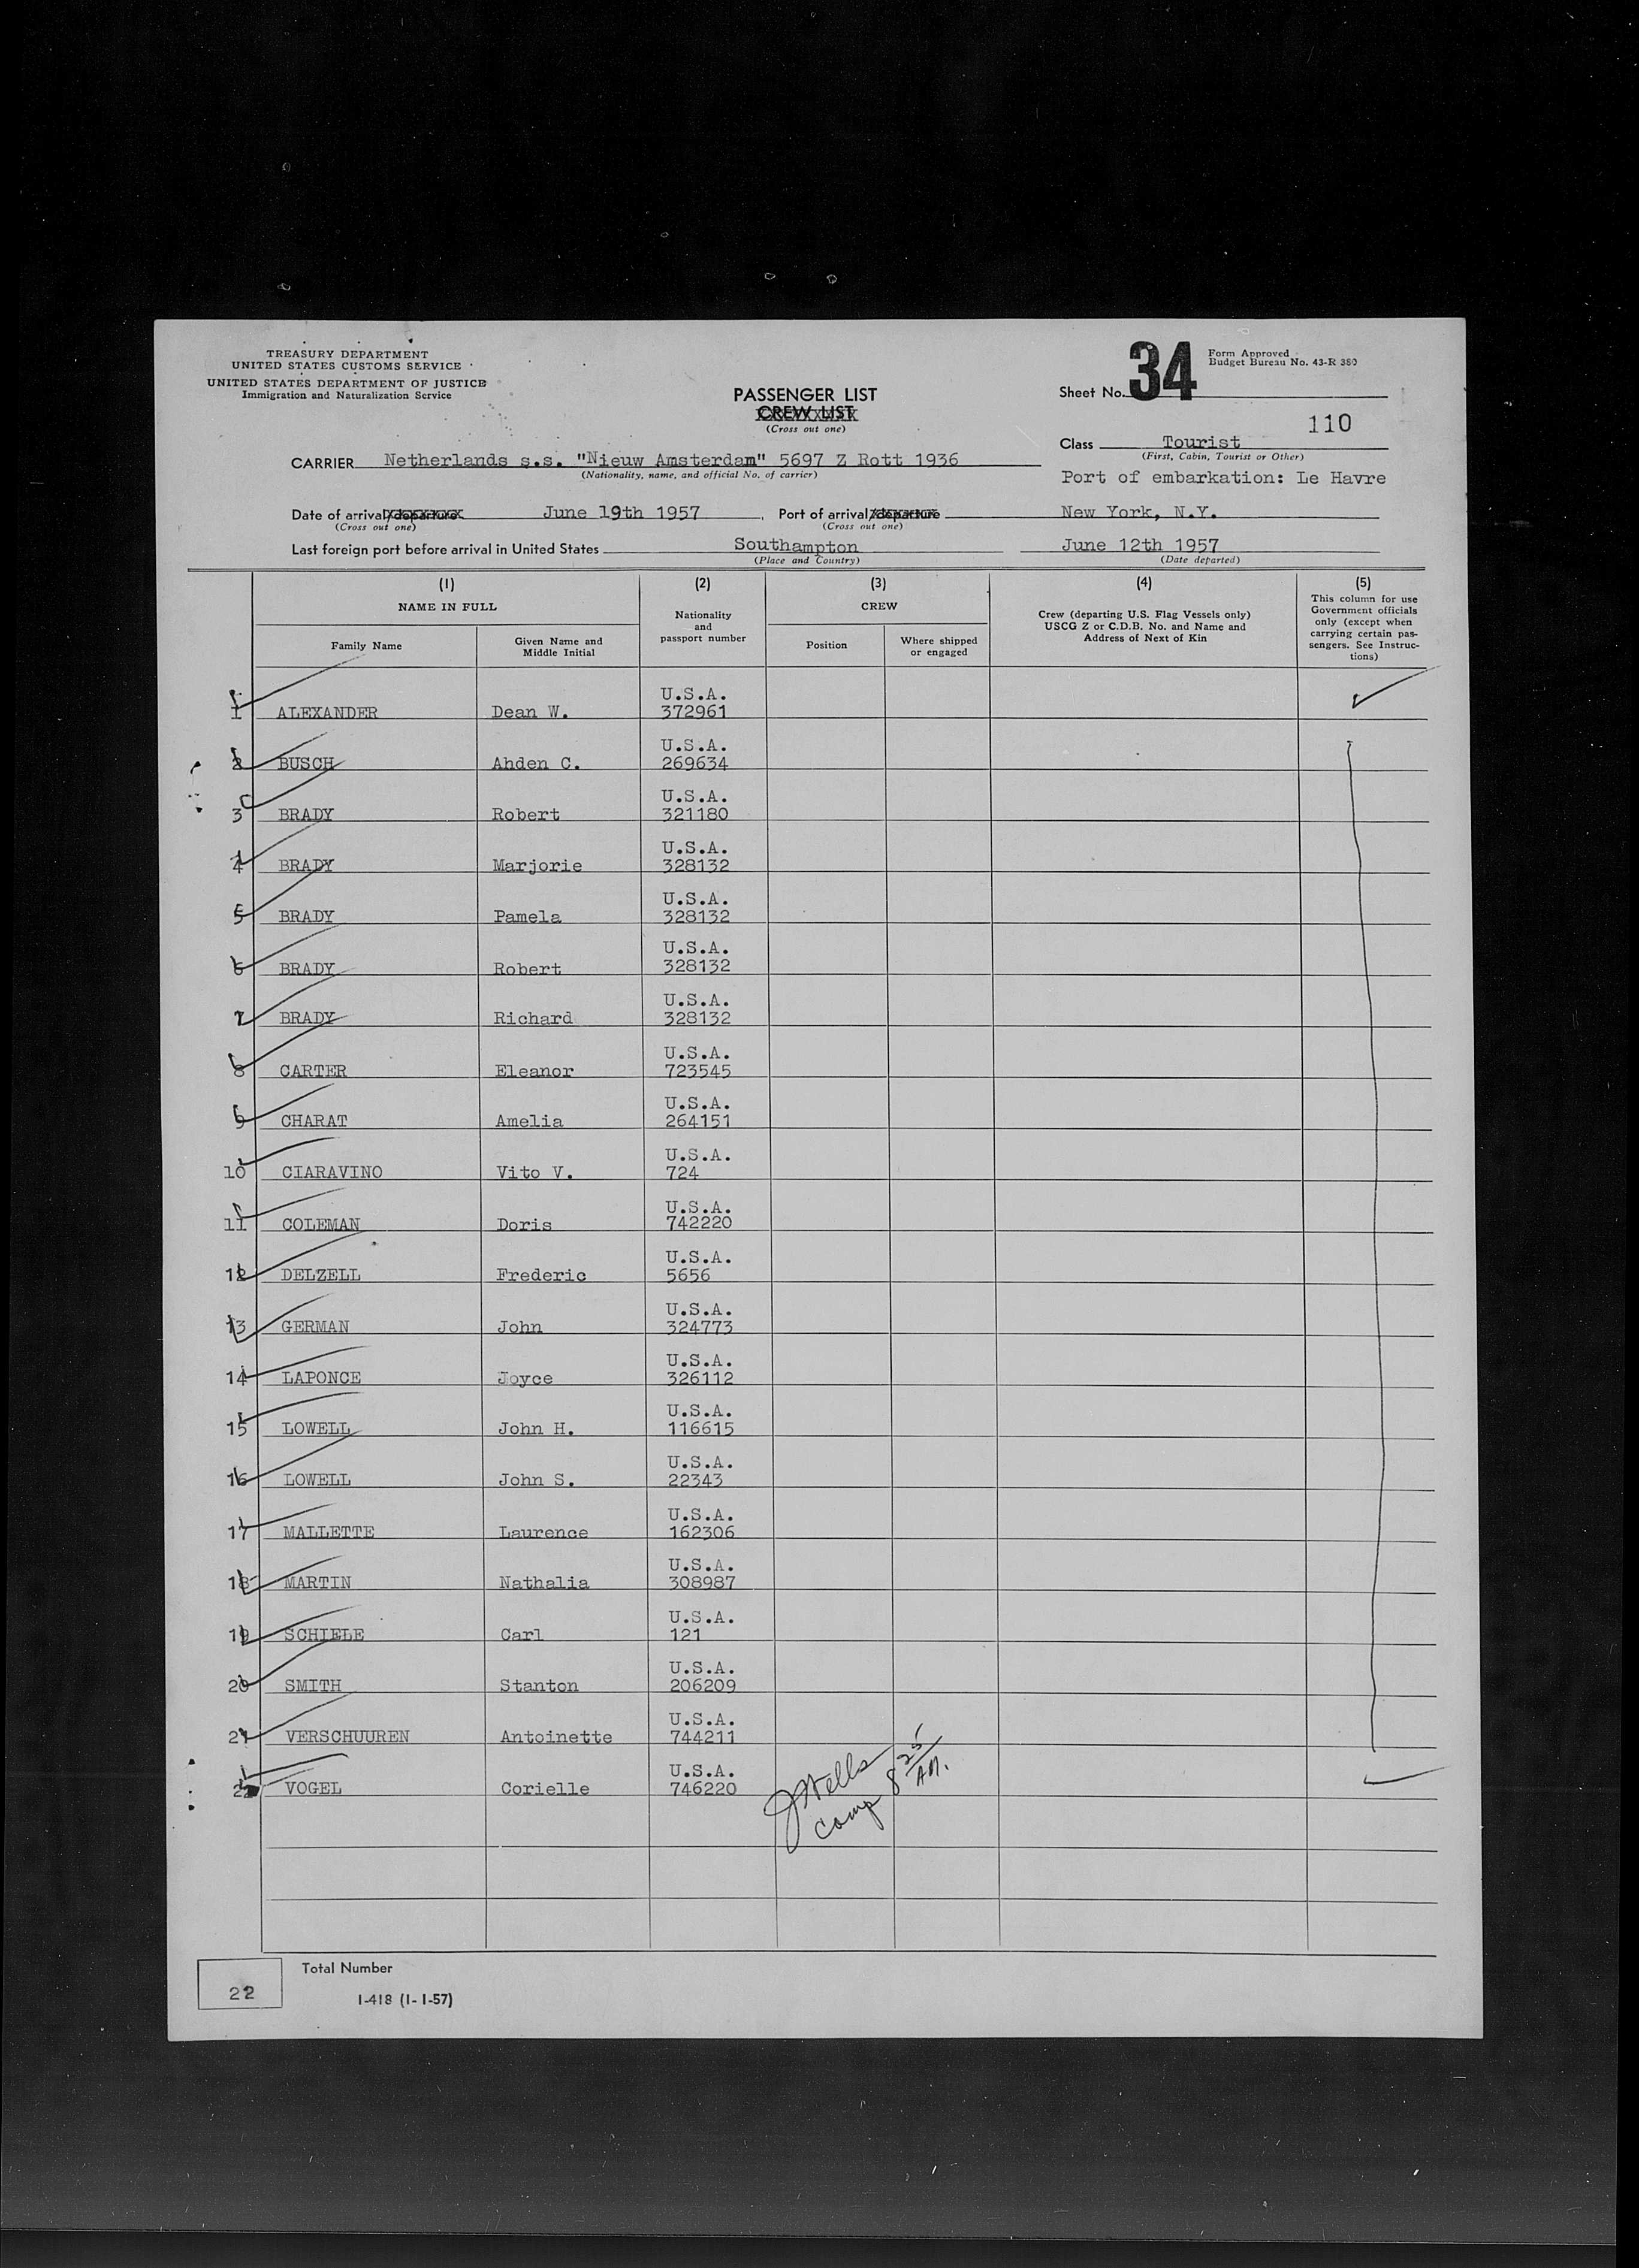 TREASURY DEPARTMENT
UNITED STATES CUSTOMS SERVICE
UNITED STATES DEPARTMENT OF JUSTICE
Immigration and Naturalization Service
PASSENGER LIST
CREW LIST
(Cross out one)
Sheet No. 34
Form Approved
Budget Bureau No. 43-R 380
110
Class Tourist
(First, Cabin, Tourist or Other)
CARRIER Netherlands s.s. "Nieuw Amsterdam" 5697 Z Rott 1936
(Nationality, name, and official No. of carrier)
Port of embarkation: Le Havre
Date of arrival/departure June 19th 1957, Port of arrival/departure New York, N.Y.
(Cross out one) (Cross out one)
Last foreign port before arrival in United States Southampton June 12th 1957
(Place and Country) (Date departed)
(1) (2) (3) (4) (5)
NAME IN FULL
Family Name
Given Name and
Middle Initial
Nationality
and
passport number
CREW
Position
Where shipped
or engaged
Crew (departing U.S. Flag Vessels only)
USCG Z or C.D.B. No. and Name and
Address of Next of Kin
This column for use
Government officials
only (except when
carrying certain pas-
sengers. See Instruc-
tions)
U.S.A.
1 ALEXANDER Dean W. 372961
U.S.A.
2 BUSCH Ahden C. 269634
U.S.A.
3 BRADY Robert 321180
U.S.A.
4 BRADY Marjorie 328132
U.S.A.
5 BRADY Pamela 328132
U.S.A.
6 BRADY Robert 328132
U.S.A.
7 BRADY Richard 328132
U.S.A.
8 CARTER Eleanor 723545
U.S.A.
9 CHARAT Amelia 264151
U.S.A.
10 CIARAVINO Vito V. 724
U.S.A.
11 COLEMAN Doris 742220
U.S.A.
12 DELZELL Frederic 5656
U.S.A.
13 GERMAN John 324773
U.S.A.
14 LAPONCE Joyce 326112
U.S.A.
15 LOWELL John H. 116615
U.S.A.
16 LOWELL John S. 22343
U.S.A.
17 MALLETTE Laurence 162306
U.S.A.
18 MARTIN Nathalia 308987
U.S.A.
19 SCHIELE Carl 121
U.S.A.
20 SMITH Stanton 206209
U.S.A.
21 VERSCHUUREN Antoinette 744211
U.S.A.
22 VOGEL Corielle 746220
JWells
Comp 8 25 AM.
Total Number
22
I-418 (1-1-57)